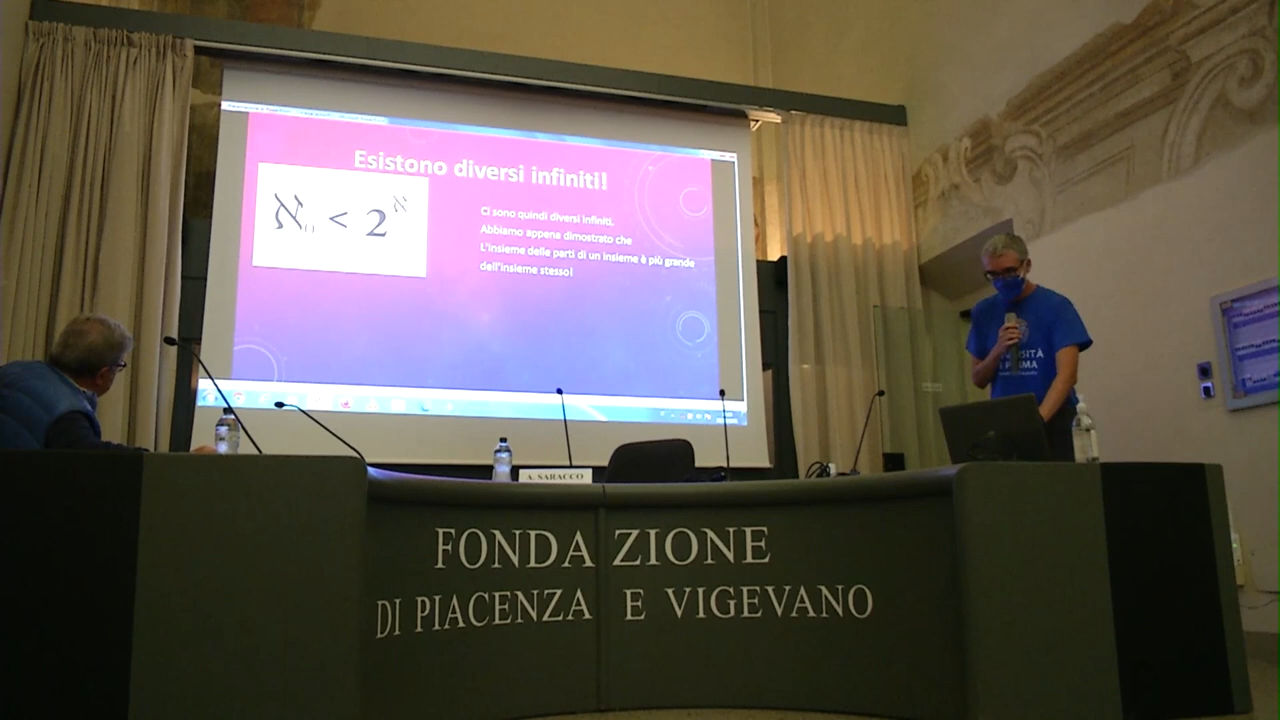 Esistono diversi infiniti!
ℵ₀ < 2^ℵ
Ci sono quindi diversi infiniti.
Abbiamo appena dimostrato che
L'insieme delle parti di un insieme è più grande
dell'insieme stesso!
A. SARACCO
FONDAZIONE
DI PIACENZA E VIGEVANO